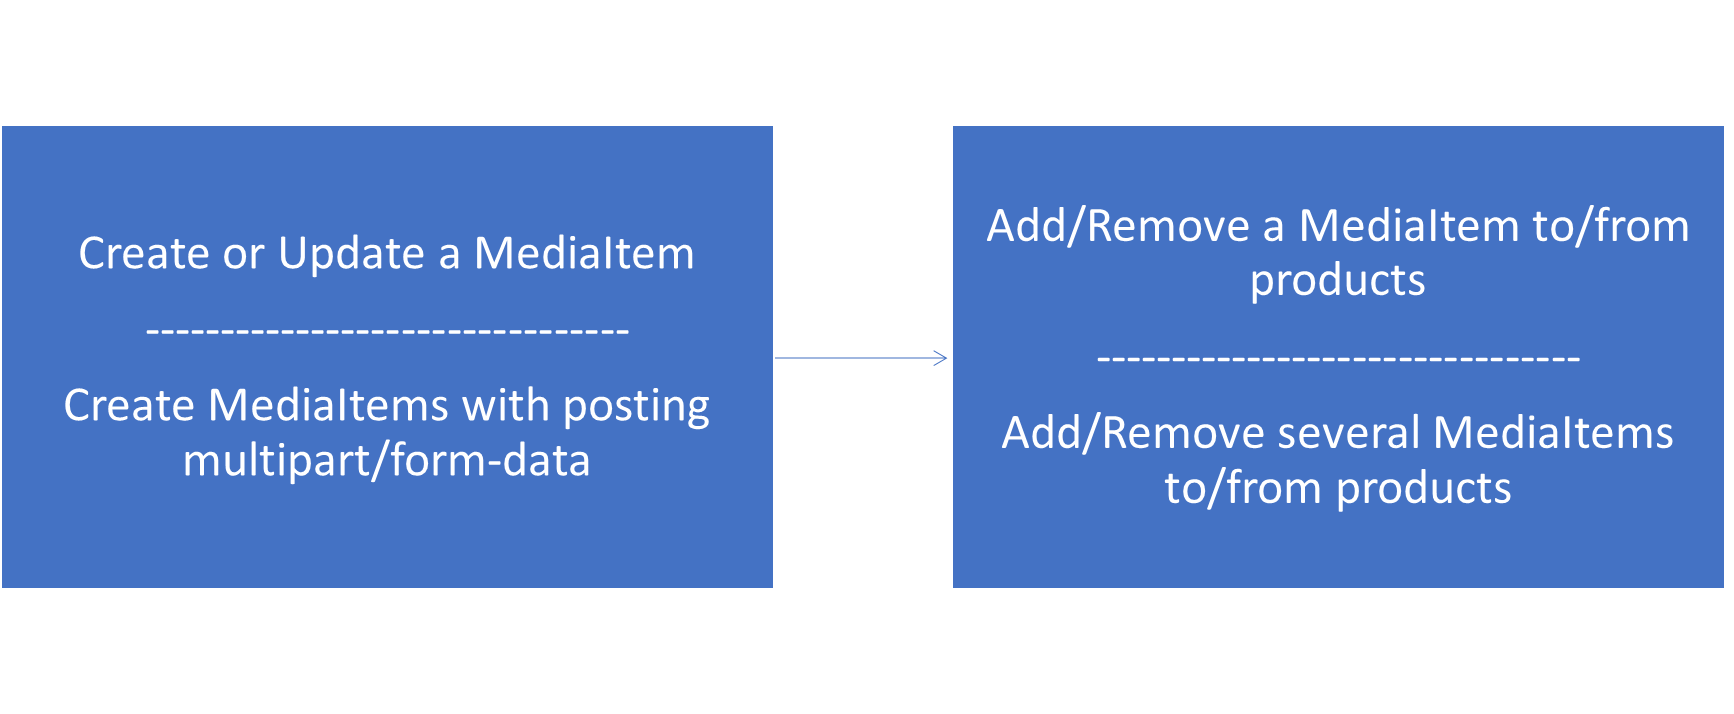 Create or Update a MediaItem
--------------------------------
Create MediaItems with posting
multipart/form-data
Add/Remove a MediaItem to/from
products
--------------------------------
Add/Remove several MediaItems
to/from products